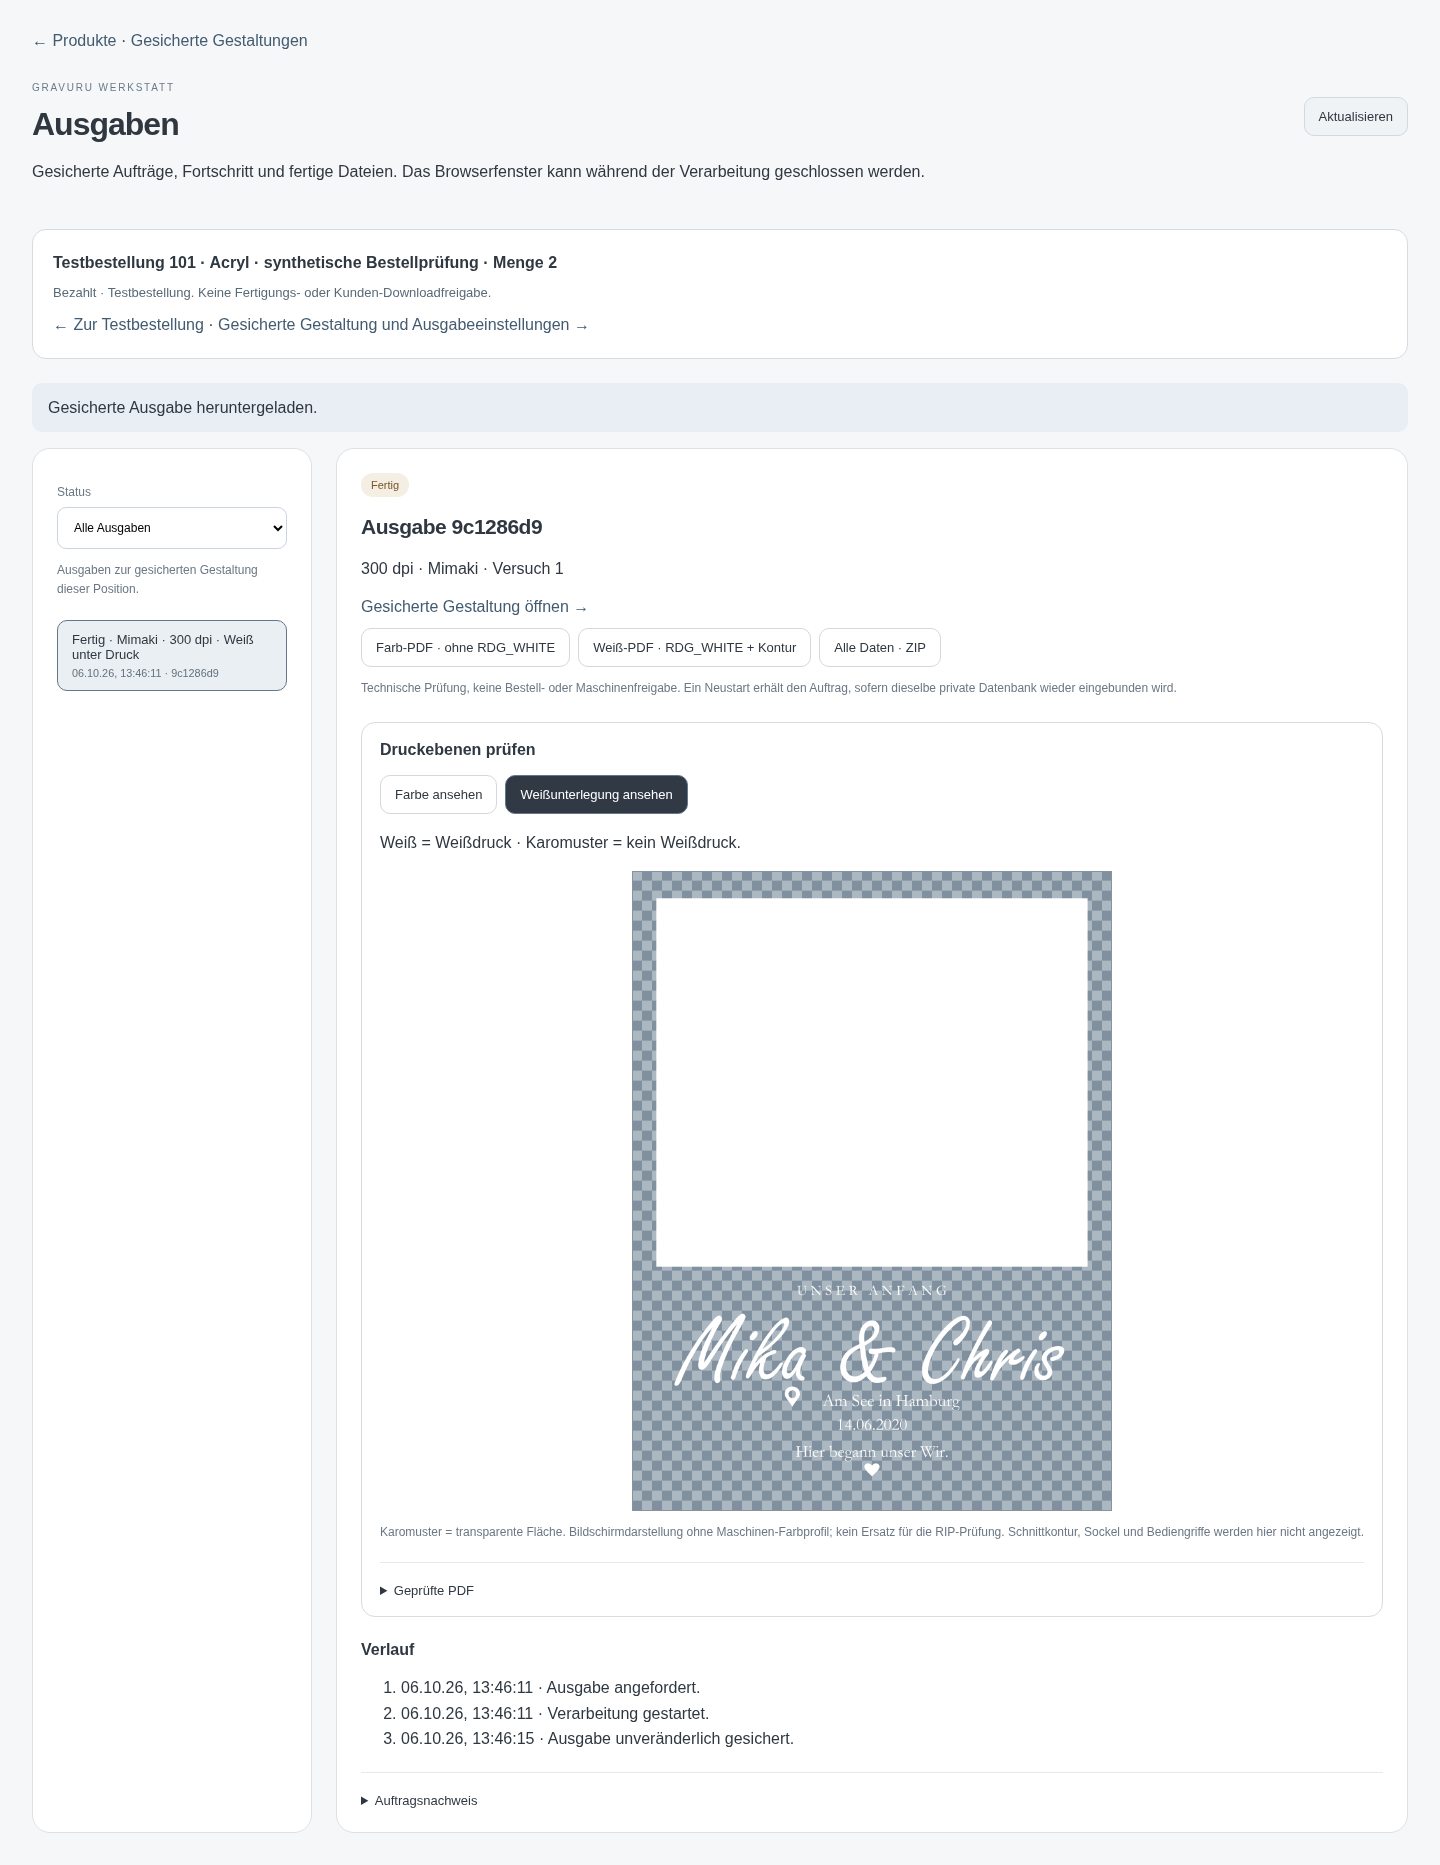 ← Produkte · Gesicherte Gestaltungen
GRAVURU WERKSTATT
Ausgaben
Aktualisieren
Gesicherte Aufträge, Fortschritt und fertige Dateien. Das Browserfenster kann während der Verarbeitung geschlossen werden.
Testbestellung 101 · Acryl · synthetische Bestellprüfung · Menge 2
Bezahlt · Testbestellung. Keine Fertigungs- oder Kunden-Downloadfreigabe.
← Zur Testbestellung · Gesicherte Gestaltung und Ausgabeeinstellungen →
Gesicherte Ausgabe heruntergeladen.
Status
Alle Ausgaben
Ausgaben zur gesicherten Gestaltung
dieser Position.
Fertig · Mimaki · 300 dpi · Weiß
unter Druck
06.10.26, 13:46:11 · 9c1286d9
Fertig
Ausgabe 9c1286d9
300 dpi · Mimaki · Versuch 1
Gesicherte Gestaltung öffnen →
Farb-PDF · ohne RDG_WHITE
Weiß-PDF · RDG_WHITE + Kontur
Alle Daten · ZIP
Technische Prüfung, keine Bestell- oder Maschinenfreigabe. Ein Neustart erhält den Auftrag, sofern dieselbe private Datenbank wieder eingebunden wird.
Druckebenen prüfen
Farbe ansehen
Weißunterlegung ansehen
Weiß = Weißdruck · Karomuster = kein Weißdruck.
UNSER ANFANG
Mika & Chris
Am See in Hamburg
14.06.2020
Hier begann unser Wir.
Karomuster = transparente Fläche. Bildschirmdarstellung ohne Maschinen-Farbprofil; kein Ersatz für die RIP-Prüfung. Schnittkontur, Sockel und Bediengriffe werden hier nicht angezeigt.
Geprüfte PDF
Verlauf
1. 06.10.26, 13:46:11 · Ausgabe angefordert.
2. 06.10.26, 13:46:11 · Verarbeitung gestartet.
3. 06.10.26, 13:46:15 · Ausgabe unveränderlich gesichert.
Auftragsnachweis